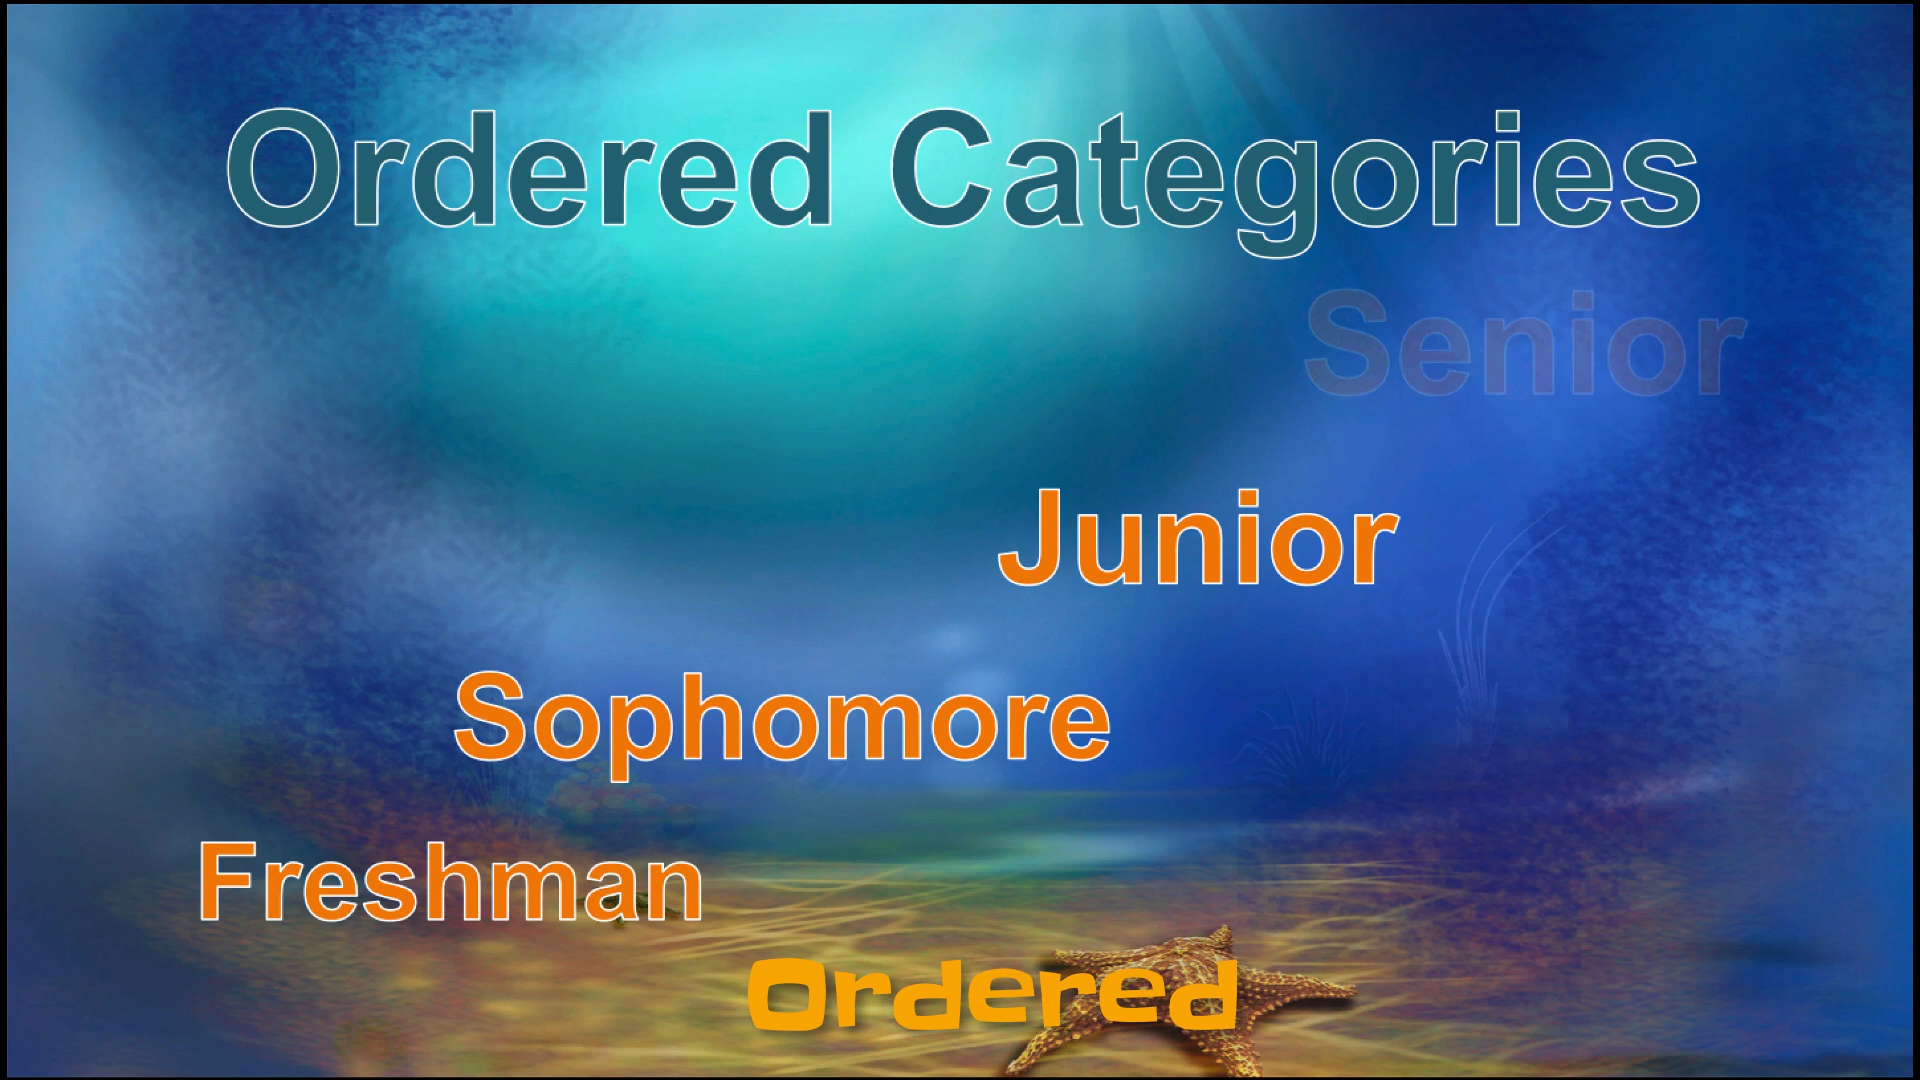 Ordered Categories
Senior
Junior
Sophomore
Freshman
Ordered